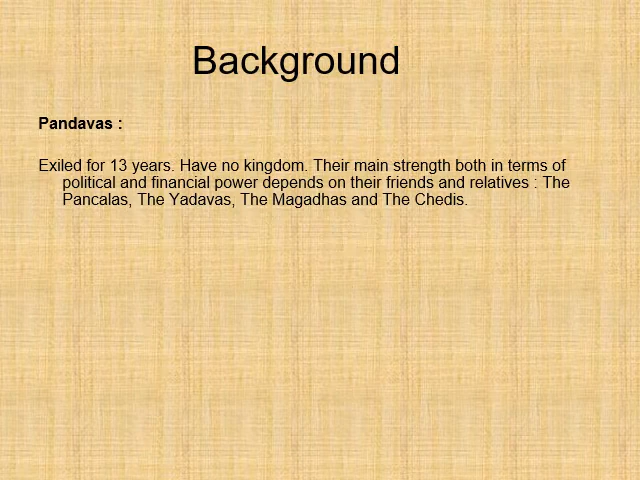 Background
Pandavas :
Exiled for 13 years. Have no kingdom. Their main strength both in terms of
political and financial power depends on their friends and relatives : The
Pancalas, The Yadavas, The Magadhas and The Chedis.